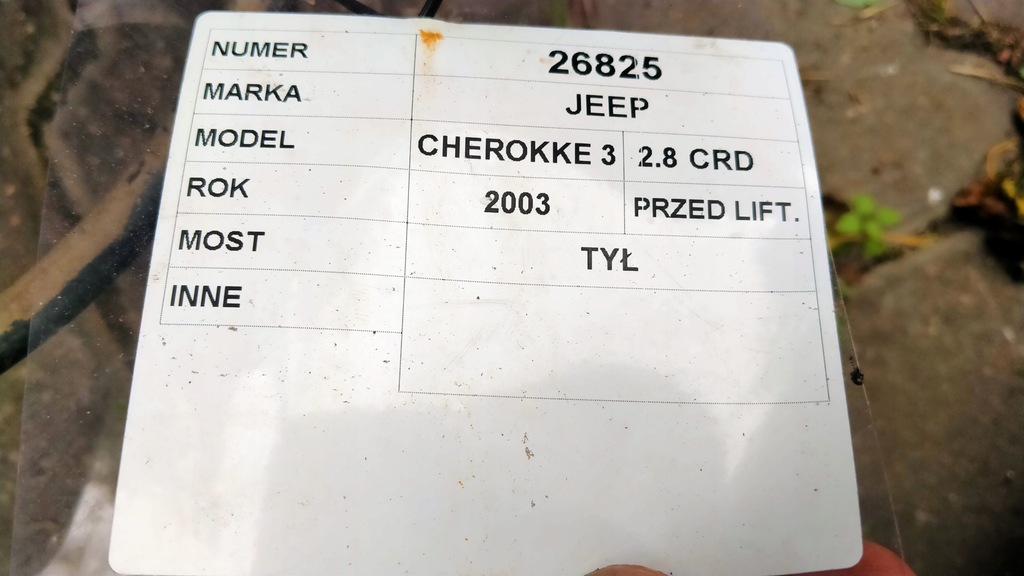 NUMER 26825
MARKA JEEP
MODEL CHEROKKE 3 2.8 CRD
ROK 2003 PRZED LIFT.
MOST TYŁ
INNE